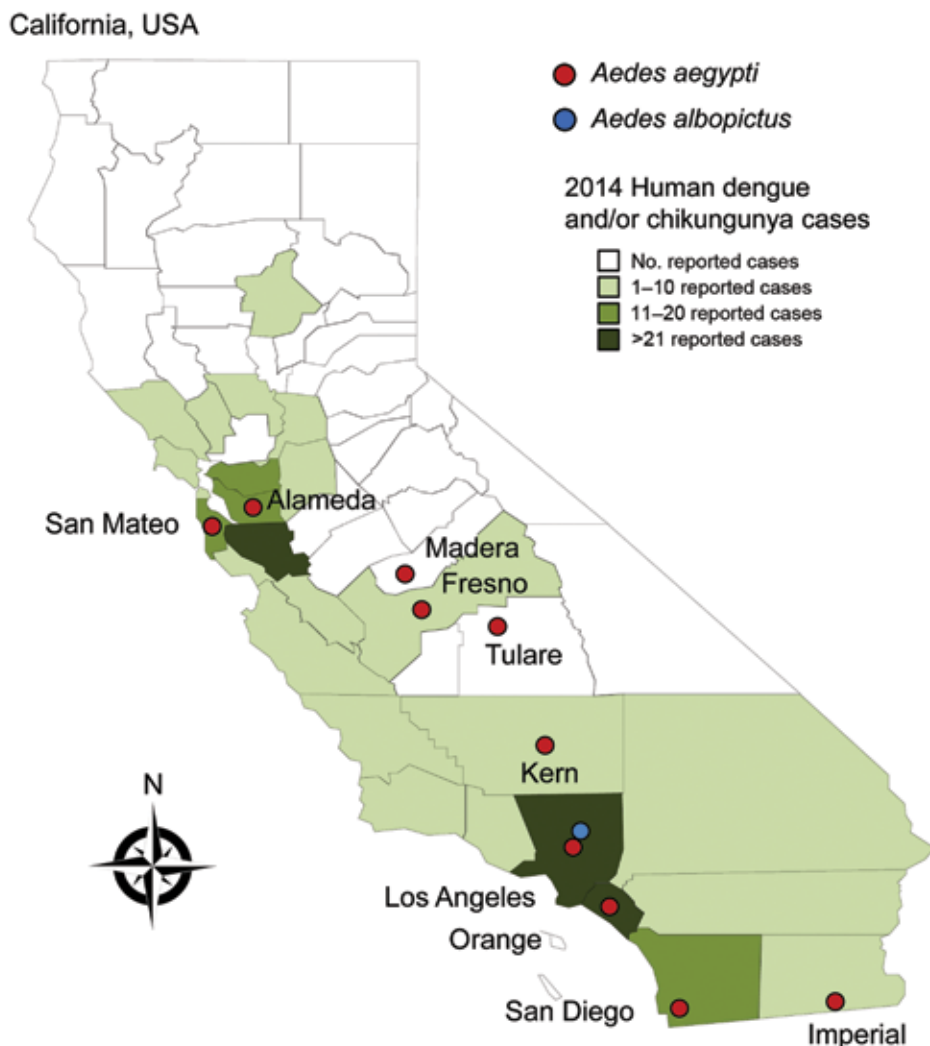 California, USA
Aedes aegypti
Aedes albopictus
2014 Human dengue
and/or chikungunya cases
No. reported cases
1–10 reported cases
11–20 reported cases
>21 reported cases
Alameda
San Mateo
Madera
Fresno
Tulare
Kern
N
Los Angeles
Orange
San Diego
Imperial